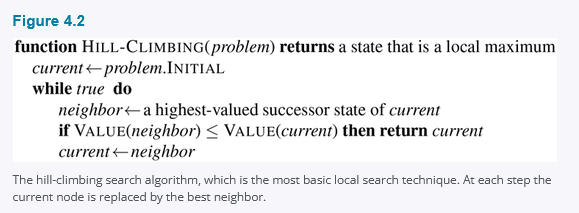 Figure 4.2
function HILL-CLIMBING(problem) returns a state that is a local maximum
current ← problem.INITIAL
while true do
neighbor ← a highest-valued successor state of current
if VALUE(neighbor) ≤ VALUE(current) then return current
current ← neighbor
The hill-climbing search algorithm, which is the most basic local search technique. At each step the
current node is replaced by the best neighbor.